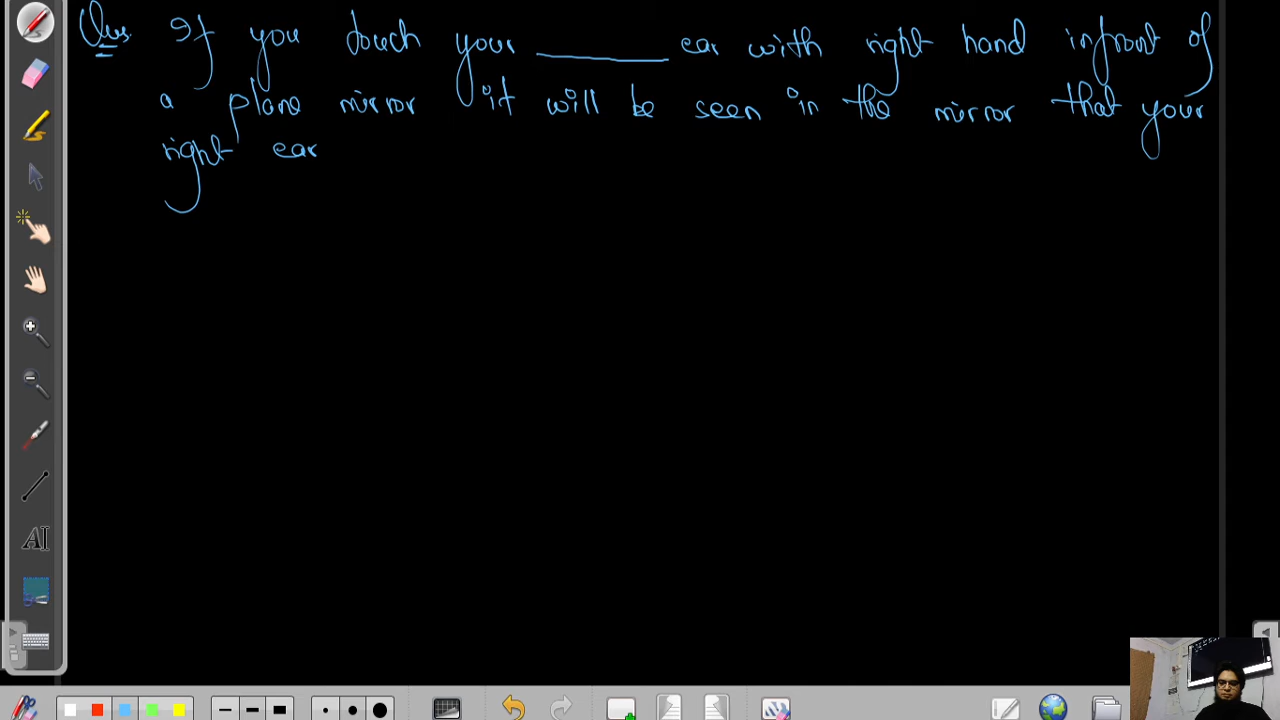 Ques. If you touch your ______ ear with right hand infront of
a plane mirror it will be seen in the mirror that your
right ear
AI